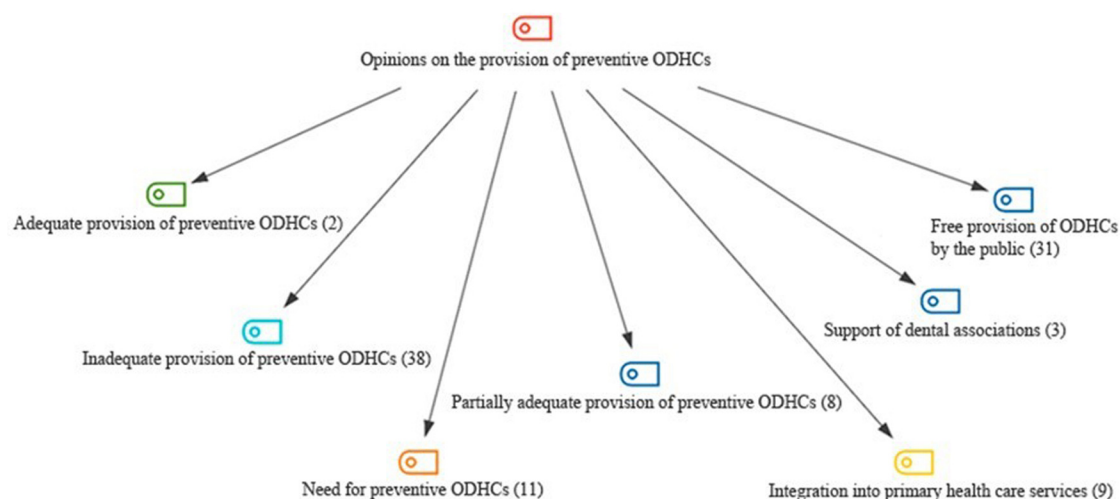 Opinions on the provision of preventive ODHCs
Adequate provision of preventive ODHCs (2)
Free provision of ODHCs
by the public (31)
Support of dental associations (3)
Inadequate provision of preventive ODHCs (38)
Partially adequate provision of preventive ODHCs (8)
Need for preventive ODHCs (11)
Integration into primary health care services (9)